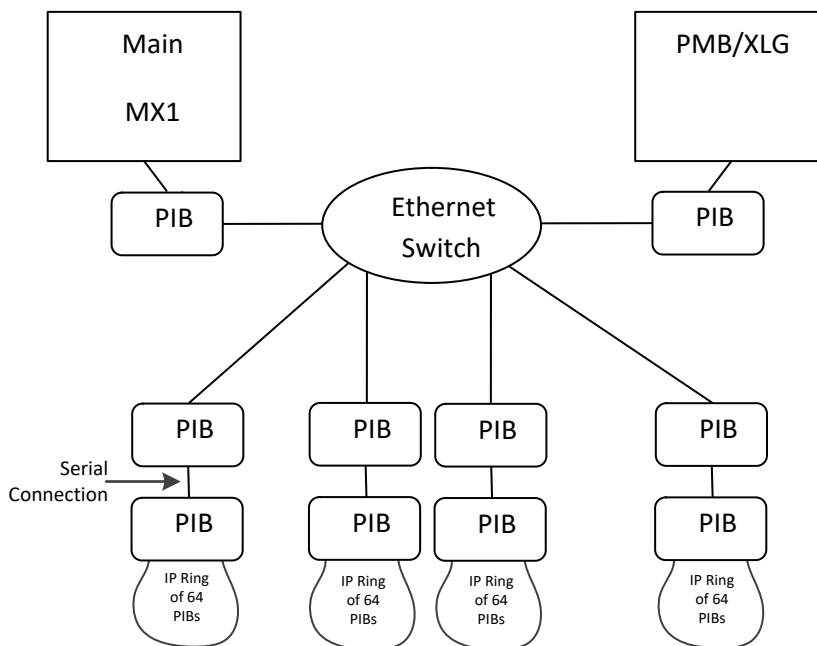 Main
MX1
PMB/XLG
PIB
Ethernet
Switch
PIB
PIB
PIB
PIB
PIB
Serial
Connection
PIB
PIB
PIB
PIB
IP Ring
of 64
PIBs
IP Ring
of 64
PIBs
IP Ring
of 64
PIBs
IP Ring
of 64
PIBs